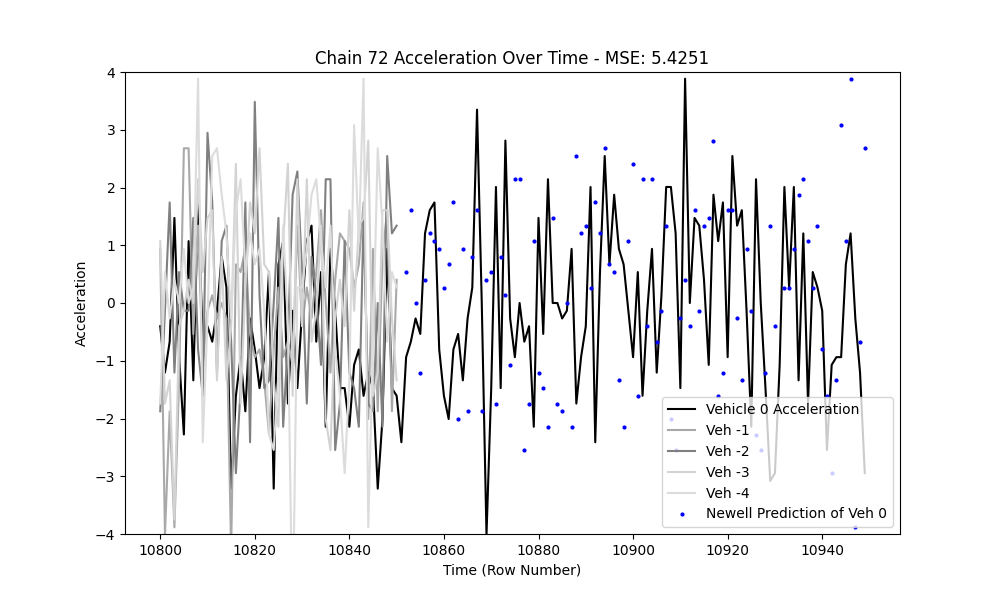 Chain 72 Acceleration Over Time - MSE: 5.4251
4
3
2
1
0
−1
−2
−3
−4
Acceleration
Vehicle 0 Acceleration
Veh -1
Veh -2
Veh -3
Veh -4
Newell Prediction of Veh 0
10800 10820 10840 10860 10880 10900 10920 10940
Time (Row Number)